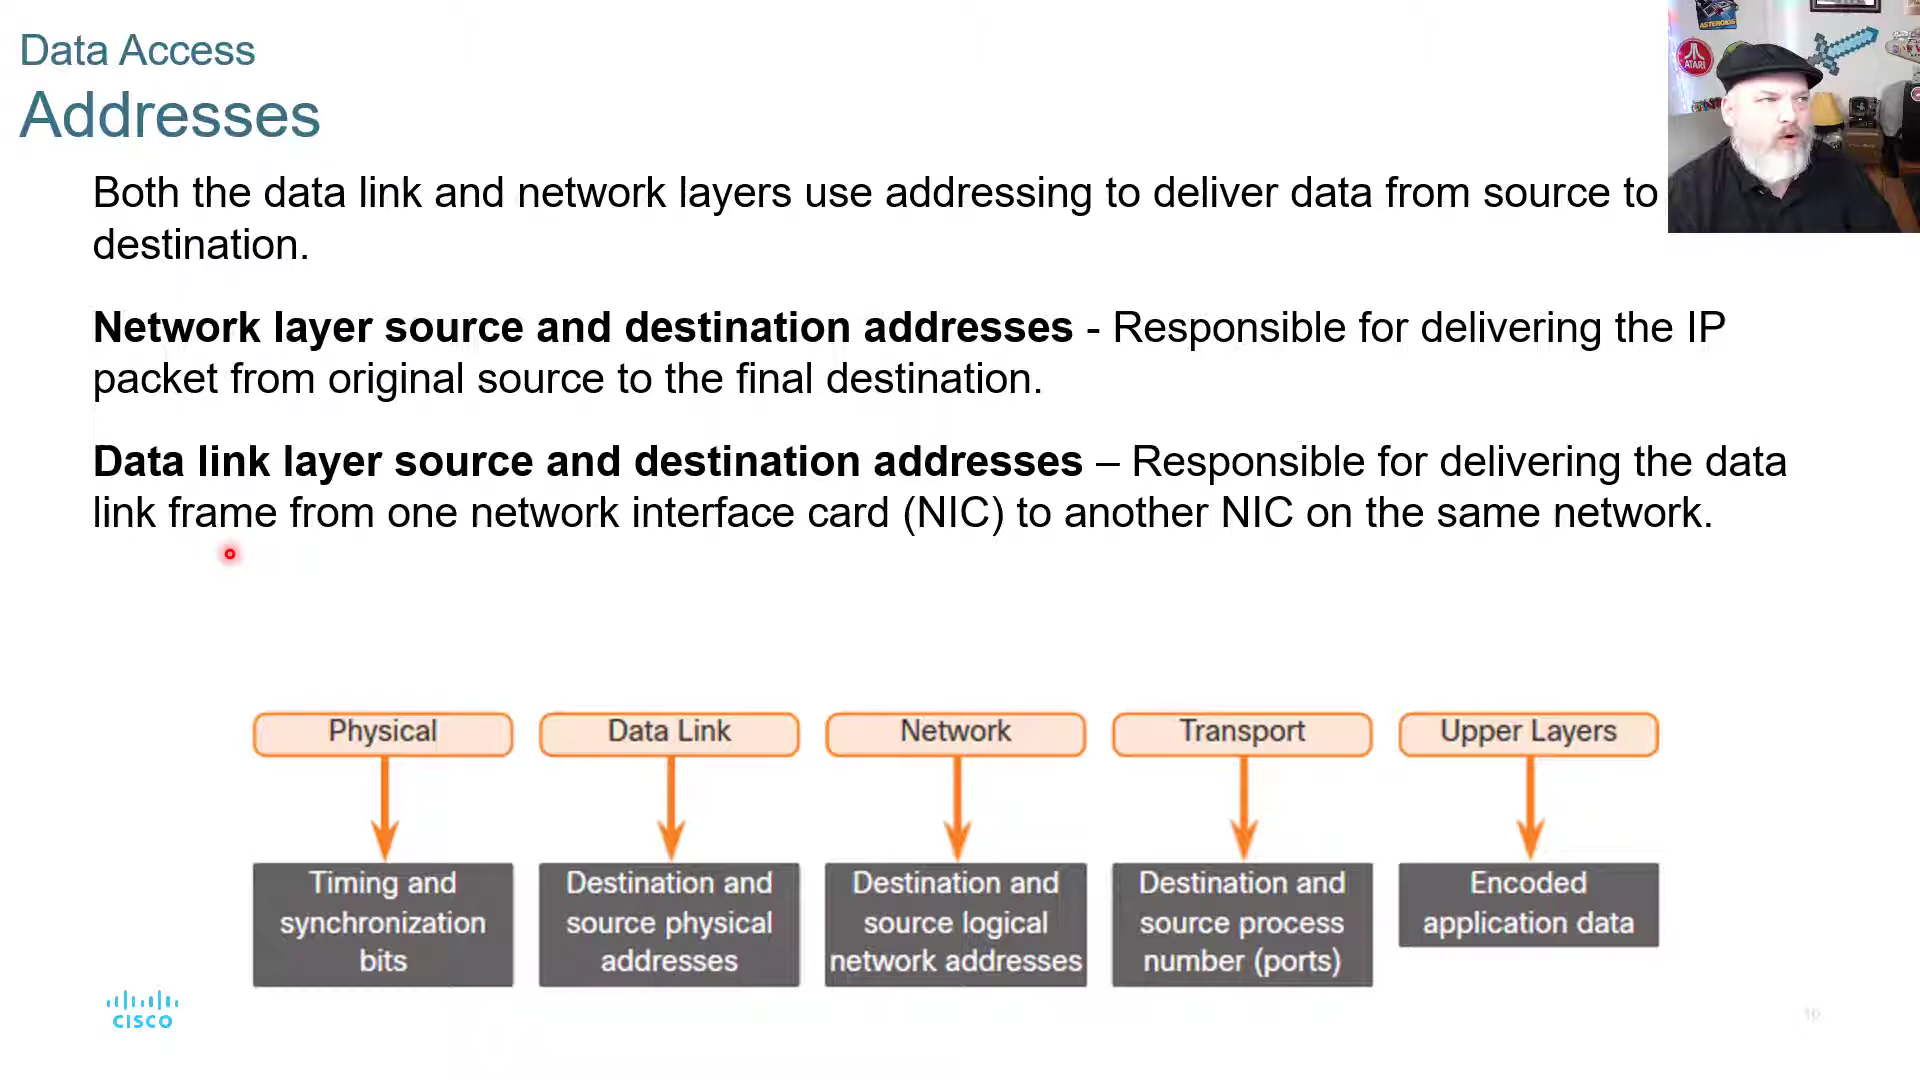 Data Access
Addresses
Both the data link and network layers use addressing to deliver data from source to
destination.
Network layer source and destination addresses - Responsible for delivering the IP
packet from original source to the final destination.
Data link layer source and destination addresses – Responsible for delivering the data
link frame from one network interface card (NIC) to another NIC on the same network.
Physical
Data Link
Network
Transport
Upper Layers
Timing and
synchronization
bits
Destination and
source physical
addresses
Destination and
source logical
network addresses
Destination and
source process
number (ports)
Encoded
application data
CISCO
ASTEROIDS
ATARI